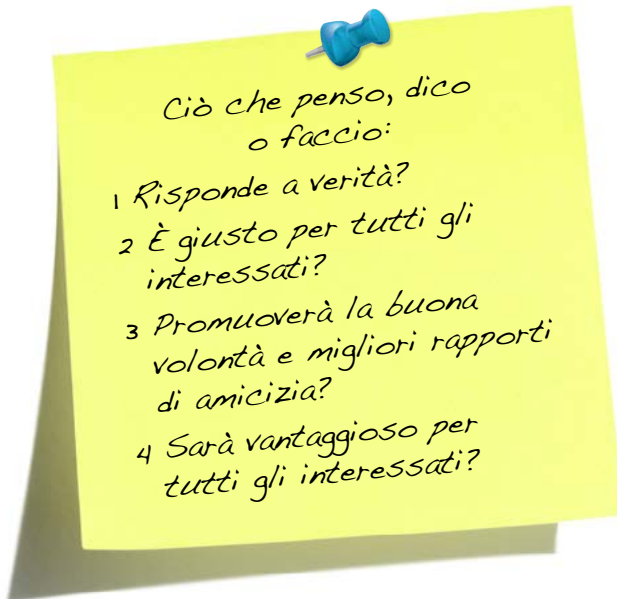 Ciò che penso, dico
o faccio:
1 Risponde a verità?
2 È giusto per tutti gli
interessati?
3 Promuoverà la buona
volontà e migliori rapporti
di amicizia?
4 Sarà vantaggioso per
tutti gli interessati?